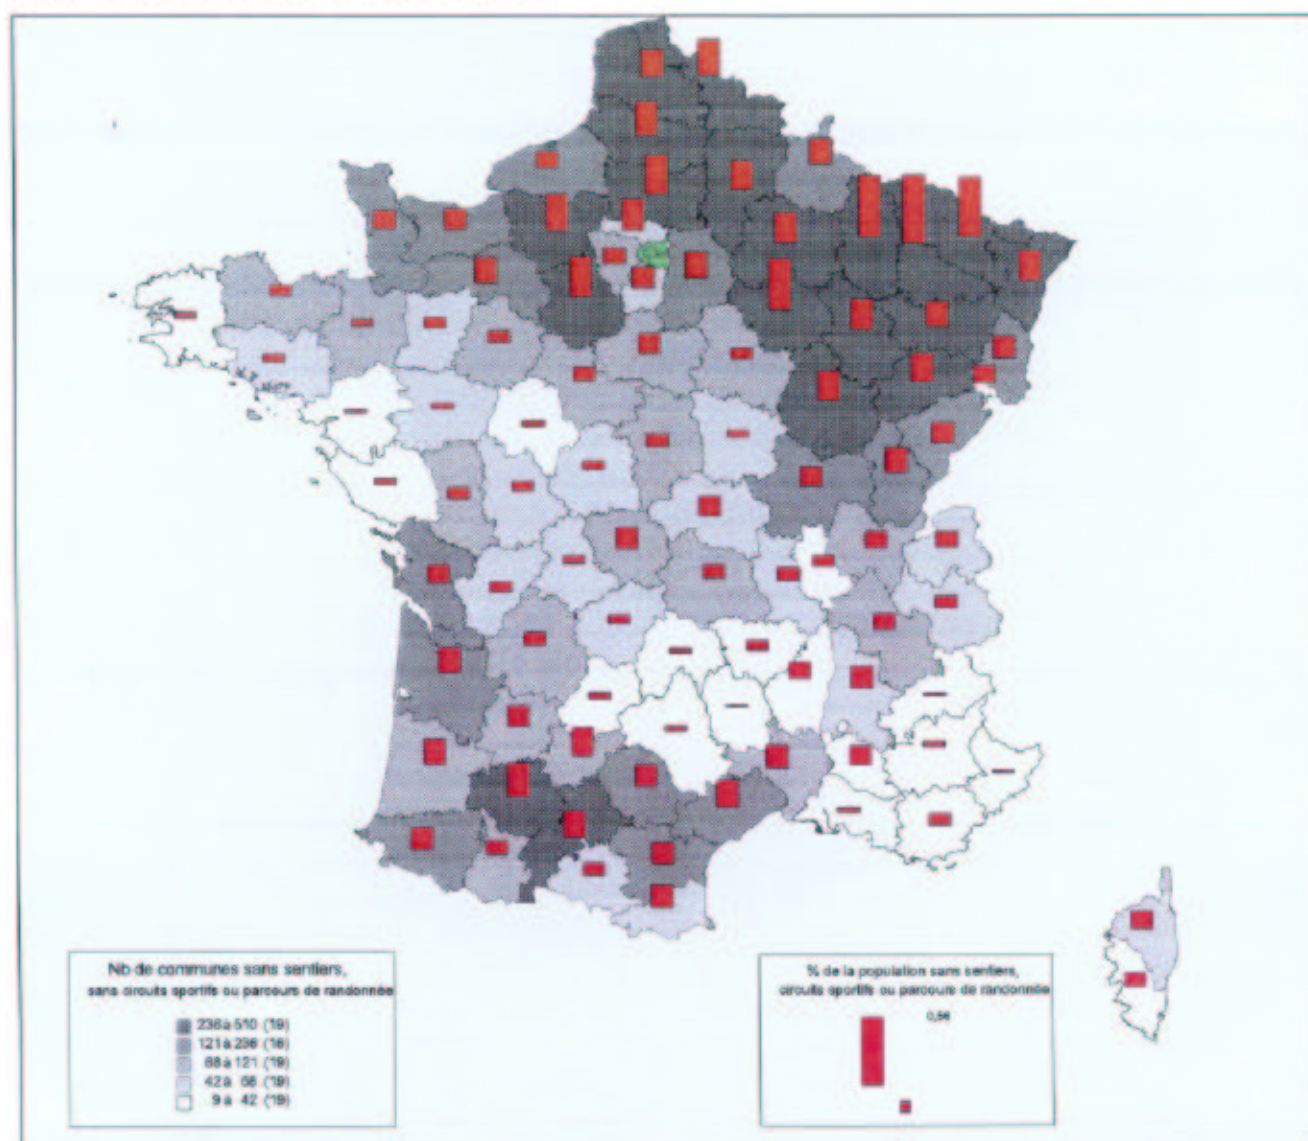 Nb de communes sans sentiers,
sans circuits sportifs ou parcours de randonnée
236 à 510 (19)
121 à 236 (16)
68 à 121 (19)
42 à 68 (19)
9 à 42 (19)
% de la population sans sentiers,
circuits sportifs ou parcours de randonnée
0,56